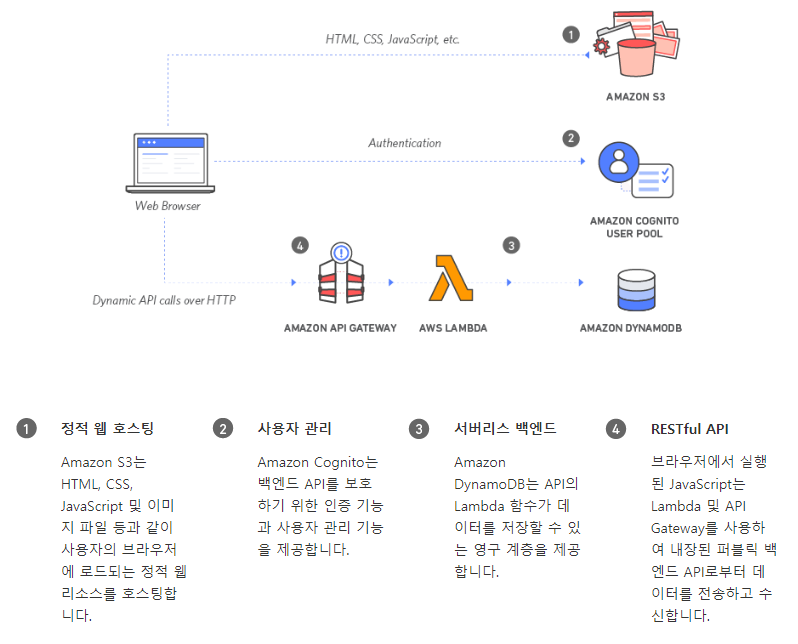 HTML, CSS, JavaScript, etc.
1
AMAZON S3
Authentication
2
Web Browser
AMAZON COGNITO
USER POOL
4
3
Dynamic API calls over HTTP
AMAZON API GATEWAY
AWS LAMBDA
AMAZON DYNAMODB
1
정적 웹 호스팅
Amazon S3는
HTML, CSS,
JavaScript 및 이미
지 파일 등과 같이
사용자의 브라우저
에 로드되는 정적 웹
리소스를 호스팅합
니다.
2
사용자 관리
Amazon Cognito는
백엔드 API를 보호
하기 위한 인증 기능
과 사용자 관리 기능
을 제공합니다.
3
서버리스 백엔드
Amazon
DynamoDB는 API의
Lambda 함수가 데
이터를 저장할 수 있
는 영구 계층을 제공
합니다.
4
RESTful API
브라우저에서 실행
된 JavaScript는
Lambda 및 API
Gateway를 사용하
여 내장된 퍼블릭 백
엔드 API로부터 데
이터를 전송하고 수
신합니다.